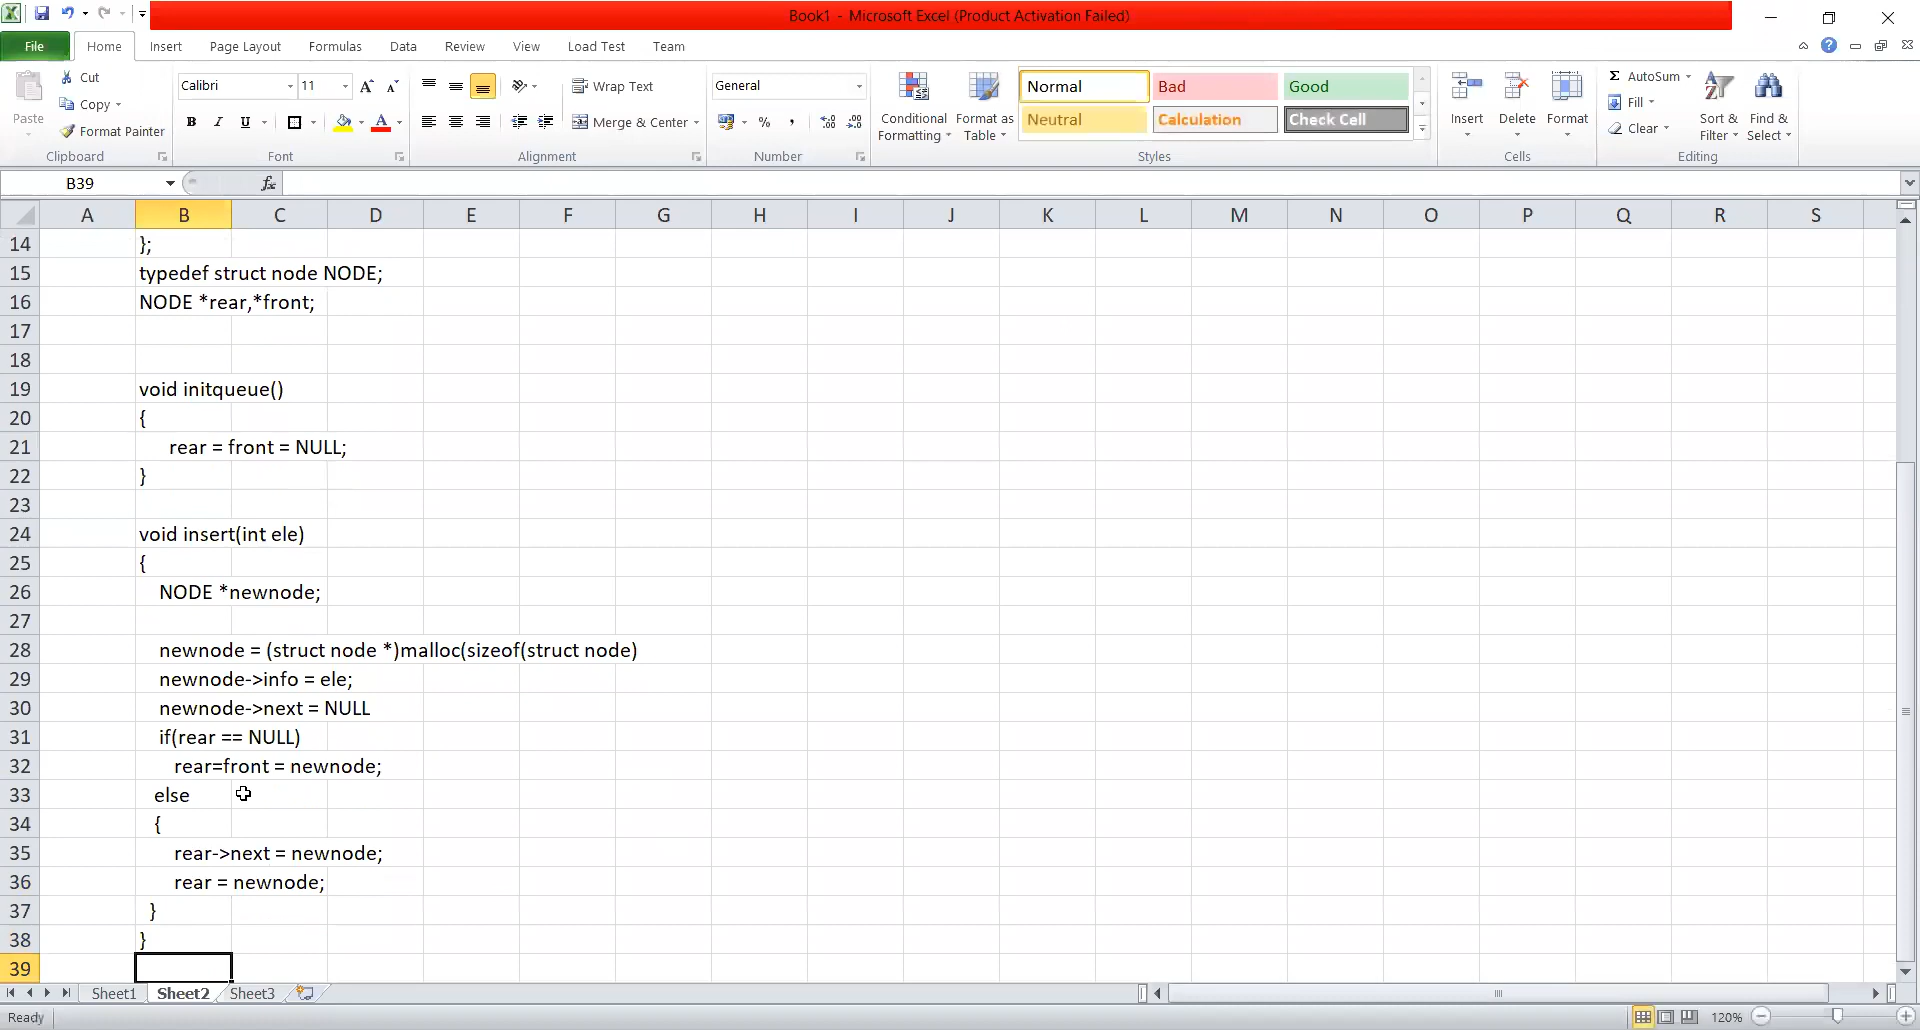 Book1 - Microsoft Excel (Product Activation Failed)
File Home Insert Page Layout Formulas Data Review View Load Test Team
Paste
Cut
Copy
Format Painter
Clipboard
Calibri 11
B I U A
Font
Wrap Text
Merge & Center
Alignment
General
% ,
Number
Conditional Formatting
Format as Table
Normal Bad Good
Neutral Calculation Check Cell
Styles
Insert Delete Format
Cells
Σ AutoSum
Fill
Clear
Sort & Filter
Find & Select
Editing
B39 fx
A B C D E F G H I J K L M N O P Q R S
14 };
15 typedef struct node NODE;
16 NODE *rear,*front;
17
18
19 void initqueue()
20 {
21 rear = front = NULL;
22 }
23
24 void insert(int ele)
25 {
26 NODE *newnode;
27
28 newnode = (struct node *)malloc(sizeof(struct node)
29 newnode->info = ele;
30 newnode->next = NULL
31 if(rear == NULL)
32 rear=front = newnode;
33 else
34 {
35 rear->next = newnode;
36 rear = newnode;
37 }
38 }
39
Sheet1 Sheet2 Sheet3
Ready 120%